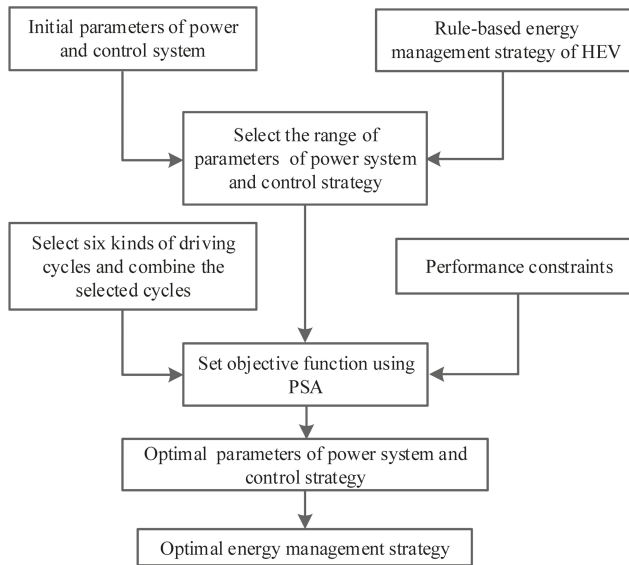 Initial parameters of power
and control system
Rule-based energy
management strategy of HEV
Select the range of
parameters of power system
and control strategy
Select six kinds of driving
cycles and combine the
selected cycles
Performance constraints
Set objective function using
PSA
Optimal parameters of power system and
control strategy
Optimal energy management strategy